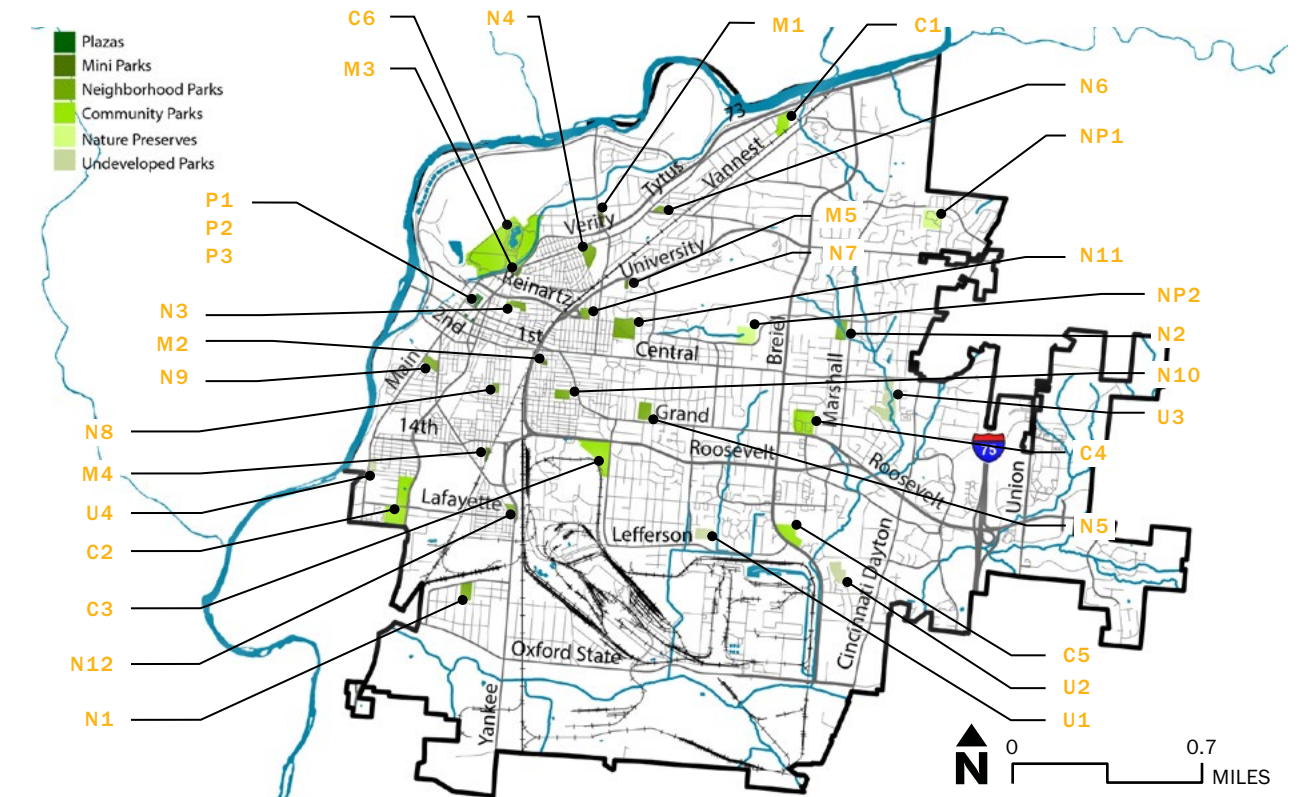 Plazas
Mini Parks
Neighborhood Parks
Community Parks
Nature Preserves
Undeveloped Parks
C6
N4
M1
C1
M3
N6
NP1
P1
P2
P3
M5
N7
N11
NP2
N3
M2
N9
N2
N10
U3
N8
M4
U4
C2
C3
N12
N1
C4
N5
C5
U2
U1
73
Tytus
Vannest
Verity
University
Reinartz
2nd
1st
Central
Breiel
Main
Marshall
14th
Grand
Roosevelt
Roosevelt
75
Union
Lafayette
Lefferson
Cincinnati Dayton
Oxford State
Yankee
N
0
0.7
MILES